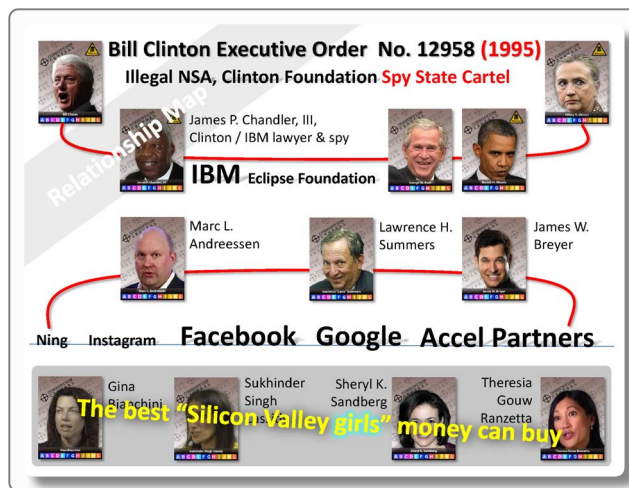 Bill Clinton Executive Order No. 12958 (1995)
Illegal NSA, Clinton Foundation Spy State Cartel
Relationship Map
James P. Chandler, III,
Clinton / IBM lawyer & spy
IBM Eclipse Foundation
Marc L.
Andreessen
Lawrence H.
Summers
James W.
Breyer
Ning Instagram Facebook Google Accel Partners
Gina
Bianchini
Sukhinder
Singh
Sheryl K.
Sandberg
Theresia
Gouw
Ranzetta
The best “Silicon Valley girls” money can buy